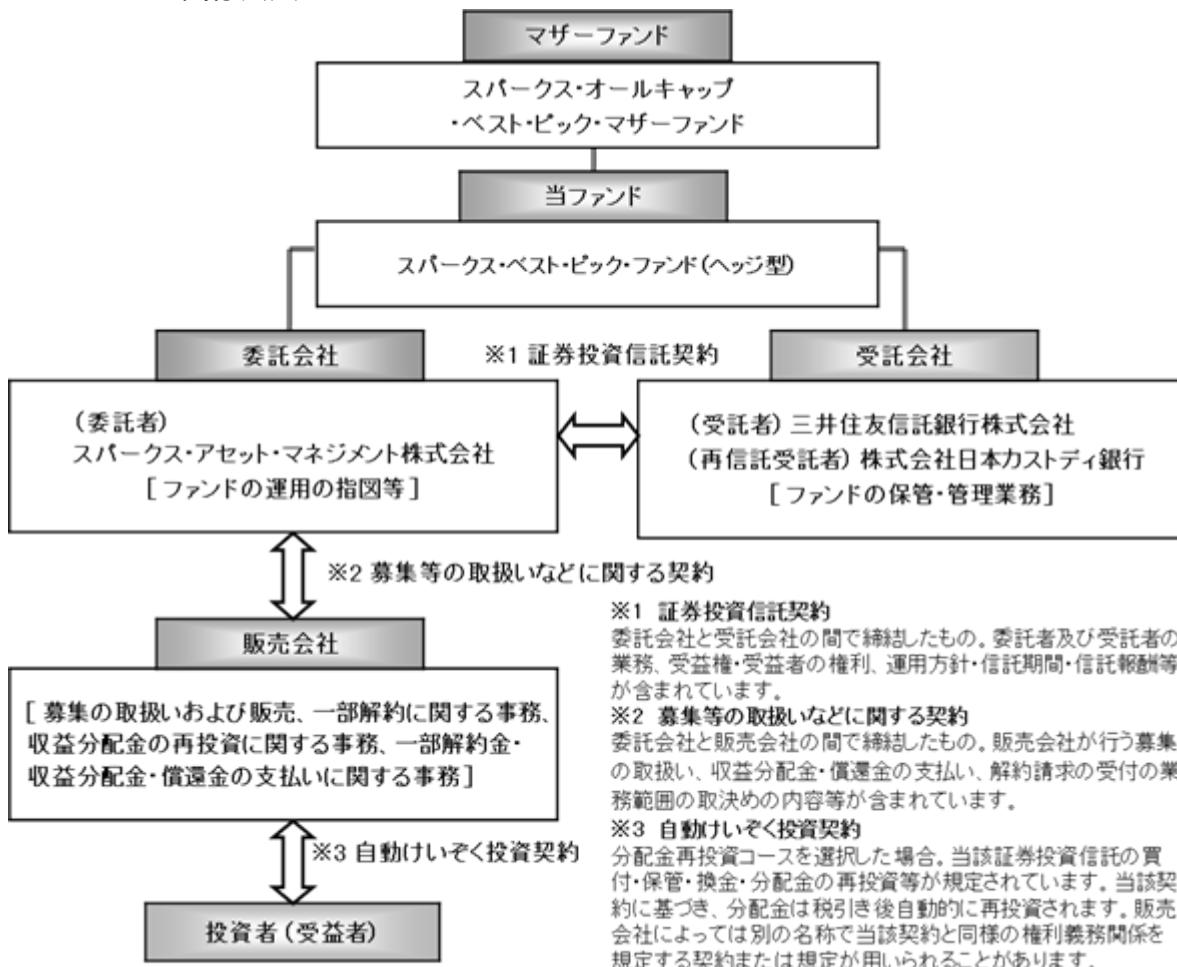 マザーファンド
スパークス・オールキャップ
・ベスト・ピック・マザーファンド
当ファンド
スパークス・ベスト・ピック・ファンド(ヘッジ型)
委託会社
※1 証券投資信託契約
受託会社
(委託者)
スパークス・アセット・マネジメント株式会社
[ファンドの運用の指図等]
(受託者) 三井住友信託銀行株式会社
(再信託受託者) 株式会社日本カストディ銀行
[ファンドの保管・管理業務]
※2 募集等の取扱いなどに関する契約
販売会社
[ 募集の取扱いおよび販売、一部解約に関する事務、
収益分配金の再投資に関する事務、一部解約金・
収益分配金・償還金の支払いに関する事務]
※3 自動けいぞく投資契約
投資者(受益者)
※1 証券投資信託契約
委託会社と受託会社の間で締結したもの。委託者及び受託者の
業務、受益権・受益者の権利、運用方針・信託期間・信託報酬等
が含まれています。
※2 募集等の取扱いなどに関する契約
委託会社と販売会社の間で締結したもの。販売会社が行う募集
の取扱い、収益分配金・償還金の支払い、解約請求の受付の業
務範囲の取決めの内容等が含まれています。
※3 自動けいぞく投資契約
分配金再投資コースを選択した場合。当該証券投資信託の買
付・保管・換金・分配金の再投資等が規定されています。当該契
約に基づき、分配金は税引き後自動的に再投資されます。販売
会社によっては別の名称で当該契約と同様の権利義務関係を
規定する契約または規定が用いられることがあります。